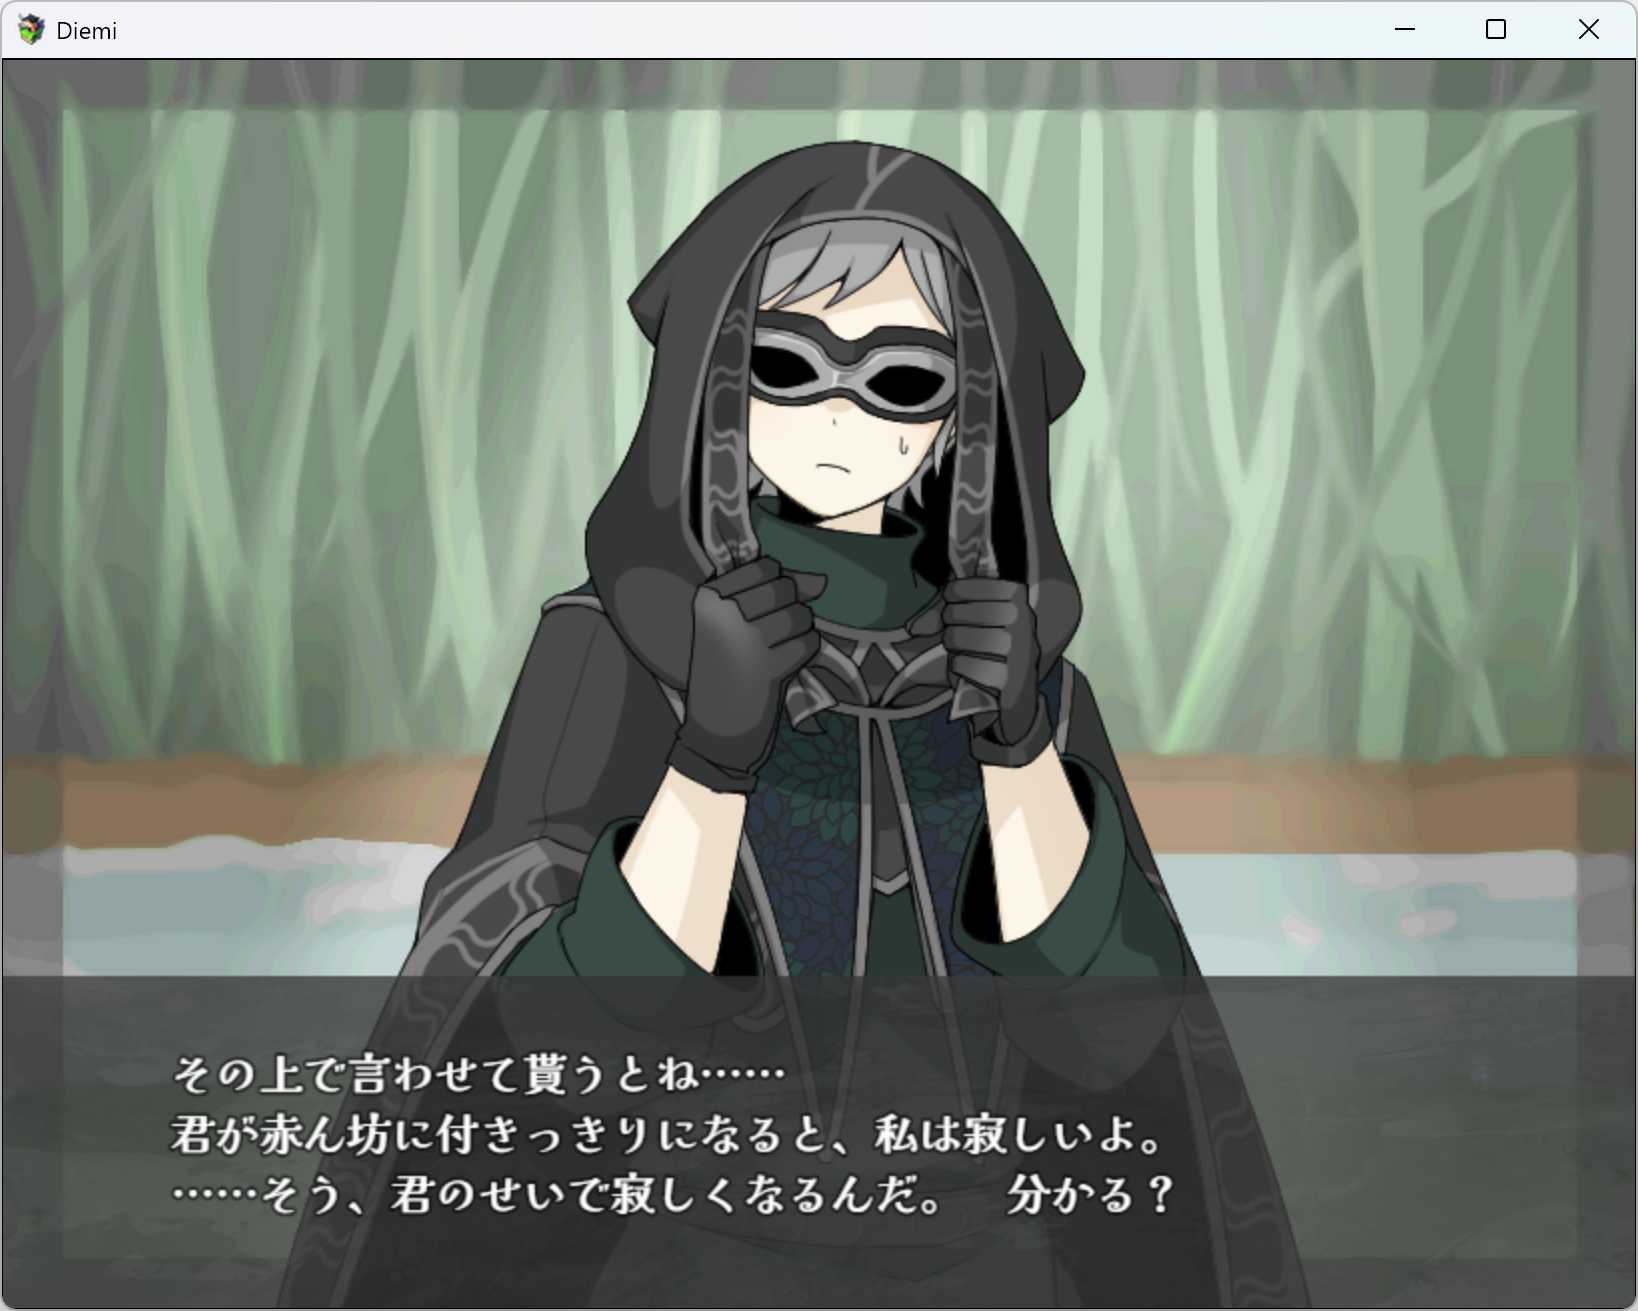 Diemi
その上で言わせて貰うとね……
君が赤ん坊に付きっきりになると、私は寂しいよ。
……そう、君のせいで寂しくなるんだ。　分かる？